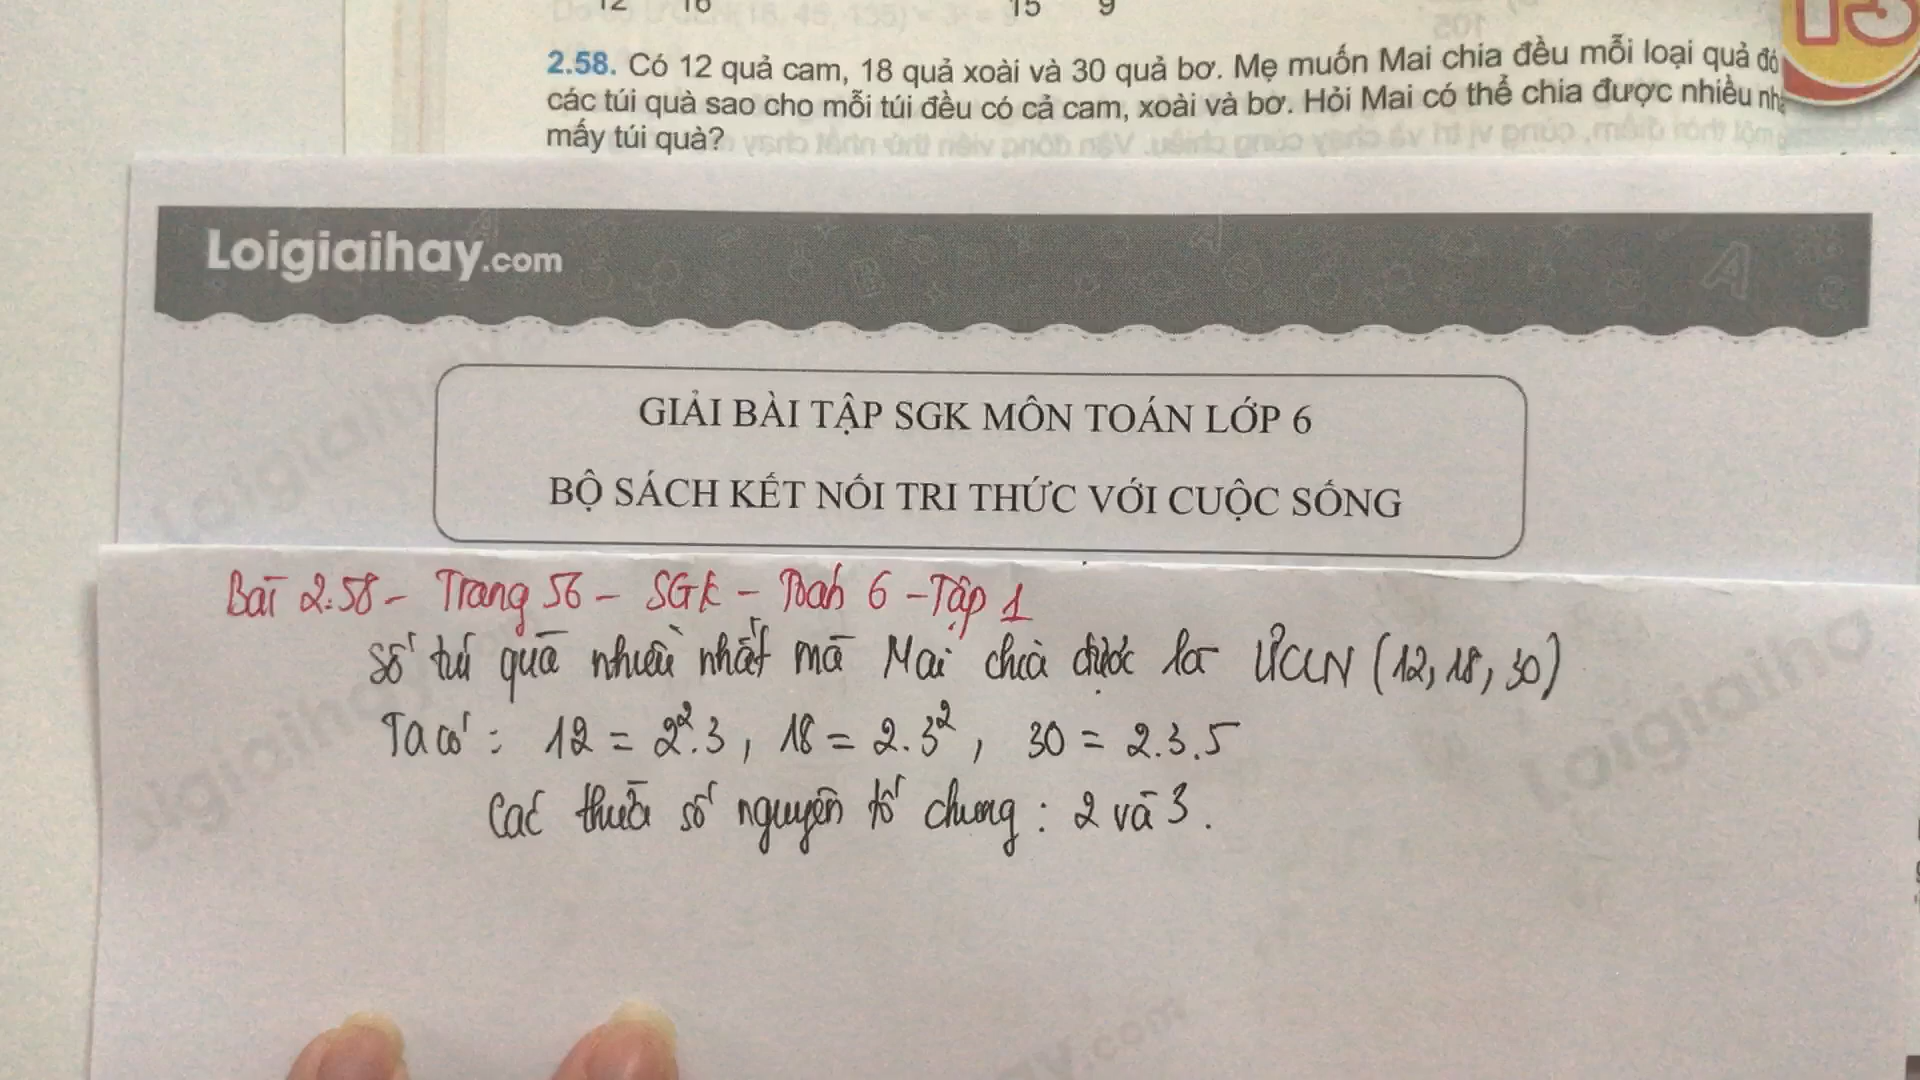 12 16 15 9
2.58. Có 12 quả cam, 18 quả xoài và 30 quả bơ. Mẹ muốn Mai chia đều mỗi loại quả đó
các túi quà sao cho mỗi túi đều có cả cam, xoài và bơ. Hỏi Mai có thể chia được nhiều
mấy túi quà?
13
Loigiaihay.com
GIẢI BÀI TẬP SGK MÔN TOÁN LỚP 6
BỘ SÁCH KẾT NỐI TRI THỨC VỚI CUỘC SỐNG
Bài 2.58 - Trang 56 - SGK - Toán 6 - Tập 1
Số túi quà nhiều nhất mà Mai chia được là ƯCLN (12, 18, 30)
Ta có : 12 = 2².3 , 18 = 2.3² , 30 = 2.3.5
Các thừa số nguyên tố chung : 2 và 3 .